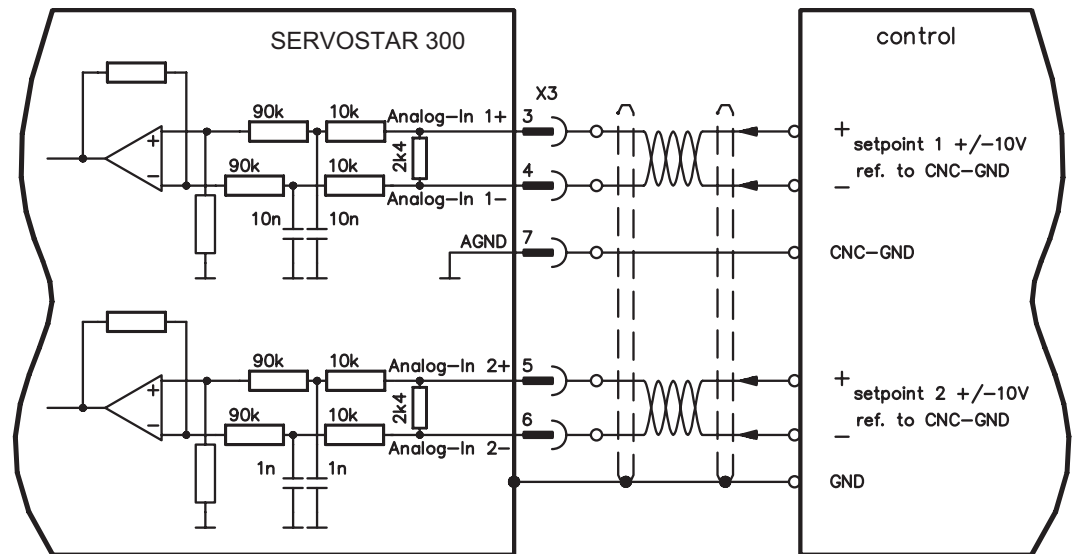 SERVOSTAR 300
control
X3
90k
10k
Analog-In 1+
3
+
setpoint 1 +/-10V
ref. to CNC-GND
-
+
-
90k
10k
2k4
4
Analog-In 1-
10n
10n
AGND
7
CNC-GND
90k
10k
Analog-In 2+
5
+
setpoint 2 +/-10V
ref. to CNC-GND
-
+
-
90k
10k
2k4
6
Analog-In 2-
1n
1n
GND